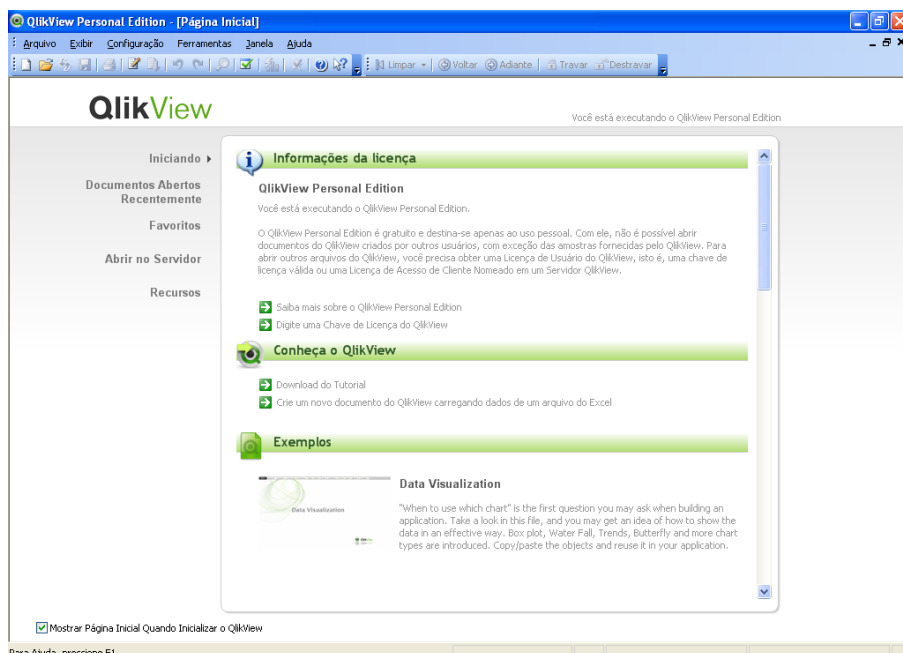 QlikView Personal Edition - [Página Inicial]
Arquivo Exibir Configuração Ferramentas Janela Ajuda
Limpar Voltar Adiante Travar Destravar
QlikView
Você está executando o QlikView Personal Edition
Iniciando
Documentos Abertos
Recentemente
Favoritos
Abrir no Servidor
Recursos
Informações da licença
QlikView Personal Edition
Você está executando o QlikView Personal Edition.
O QlikView Personal Edition é gratuito e destina-se apenas ao uso pessoal. Com ele, não é possível abrir
documentos do QlikView criados por outros usuários, com exceção das amostras fornecidas pelo QlikView. Para
abrir outros arquivos do QlikView, você precisa obter uma Licença de Usuário do QlikView, isto é, uma chave de
licença válida ou uma Licença de Acesso de Cliente Nomeado em um Servidor QlikView.
Saiba mais sobre o QlikView Personal Edition
Digite uma Chave de Licença do QlikView
Conheça o QlikView
Download do Tutorial
Crie um novo documento do QlikView carregando dados de um arquivo do Excel
Exemplos
Data Visualization
Data Visualization
"When to use which chart" is the first question you may ask when building an
application. Take a look in this file, and you may get an idea of how to show the
data in an effective way. Box plot, Water Fall, Trends, Butterfly and more chart
types are introduced. Copy/paste the objects and reuse it in your application.
Mostrar Página Inicial Quando Inicializar o QlikView
Para Ajuda, pressione F1